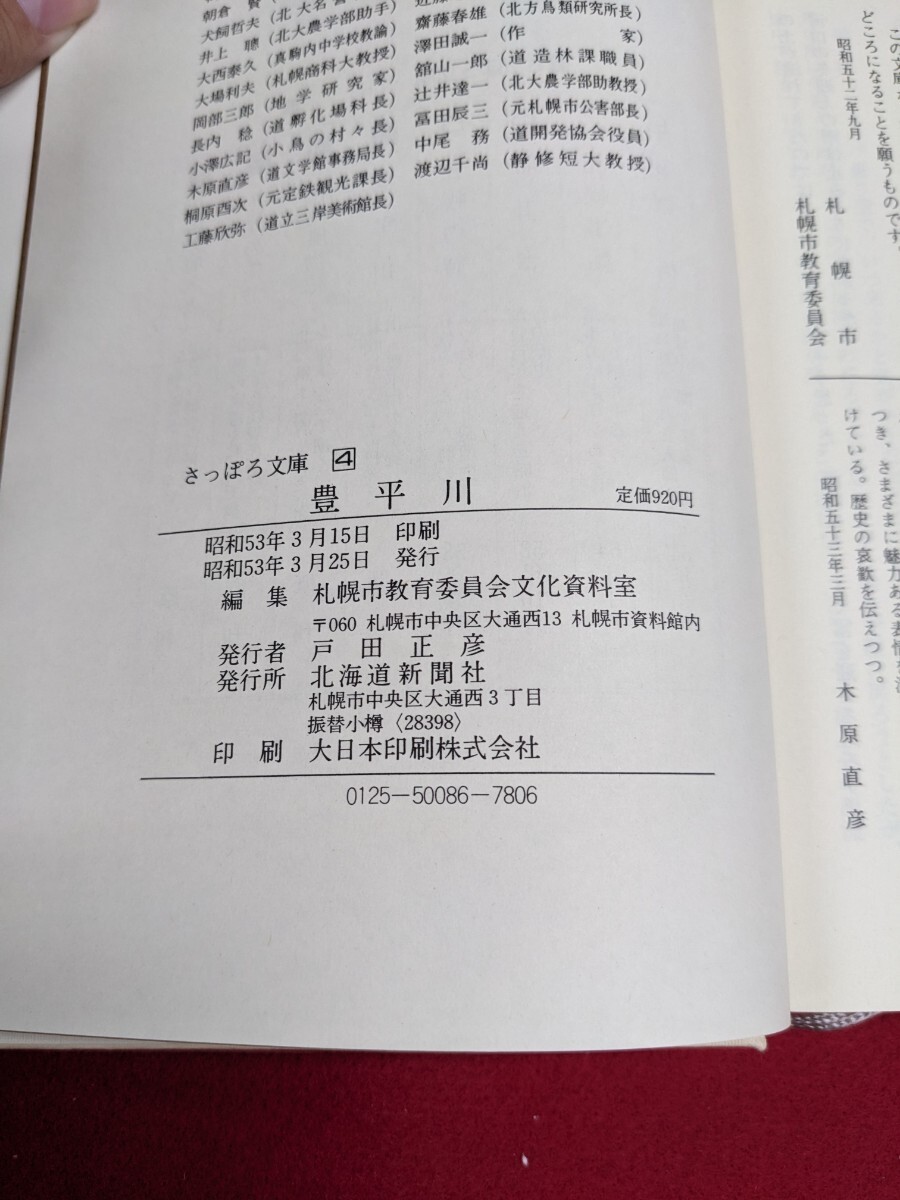 朝倉 賢
犬飼哲夫（北大名
井上 聰（北大農学部助手）
大西泰久（真駒内中学校教諭）
大場利夫（札幌商科大教授）
岡部三郎（地学研究家）
長内 稔（道孵化場科長）
小澤広記（小鳥の村々長）
木原直彦（道文学館事務局長）
桐原酉次（元定鉄観光課長）
工藤欣弥（道立三岸美術館長）
齋藤春雄（北方鳥類研究所長）
澤田誠一（作家）
舘山一郎（道造林課職員）
辻井達一（北大農学部助教授）
冨田辰三（元札幌市公害部長）
中尾 務（道開発協会役員）
渡辺千尚（静修短大教授）
さっぽろ文庫 4
豊平川 定価920円
昭和53年3月15日 印刷
昭和53年3月25日 発行
編集 札幌市教育委員会文化資料室
〒060 札幌市中央区大通西13 札幌市資料館内
発行者 戸田正彦
発行所 北海道新聞社
札幌市中央区大通西3丁目
振替小樽〈28398〉
印刷 大日本印刷株式会社
0125-50086-7806
この文庫
どころになることを願うものです。
昭和五十二年九月
札幌市
札幌市教育委員会
つき、さまざまに魅力ある表情を
けている。歴史の哀歓を伝えつつ。
昭和五十三年三月
木原直彦